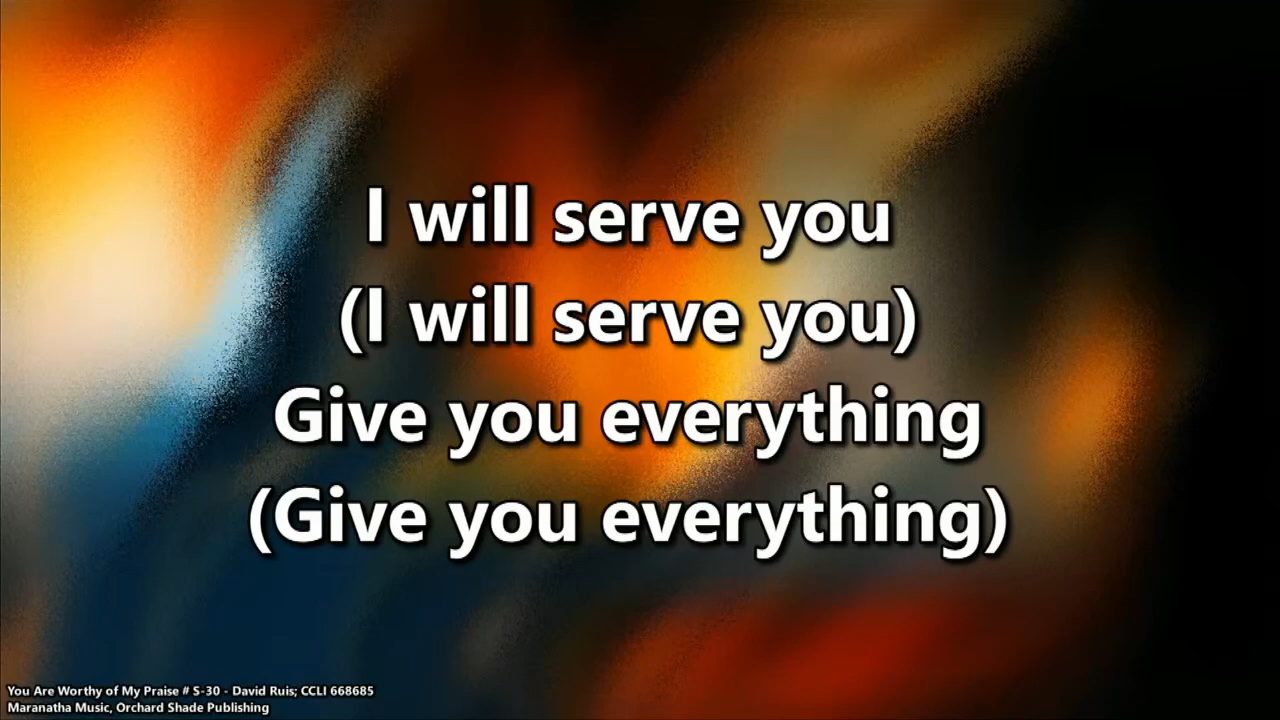 I will serve you
(I will serve you)
Give you everything
(Give you everything)
You Are Worthy of My Praise # S-30 - David Ruis; CCLI 668685
Maranatha Music, Orchard Shade Publishing